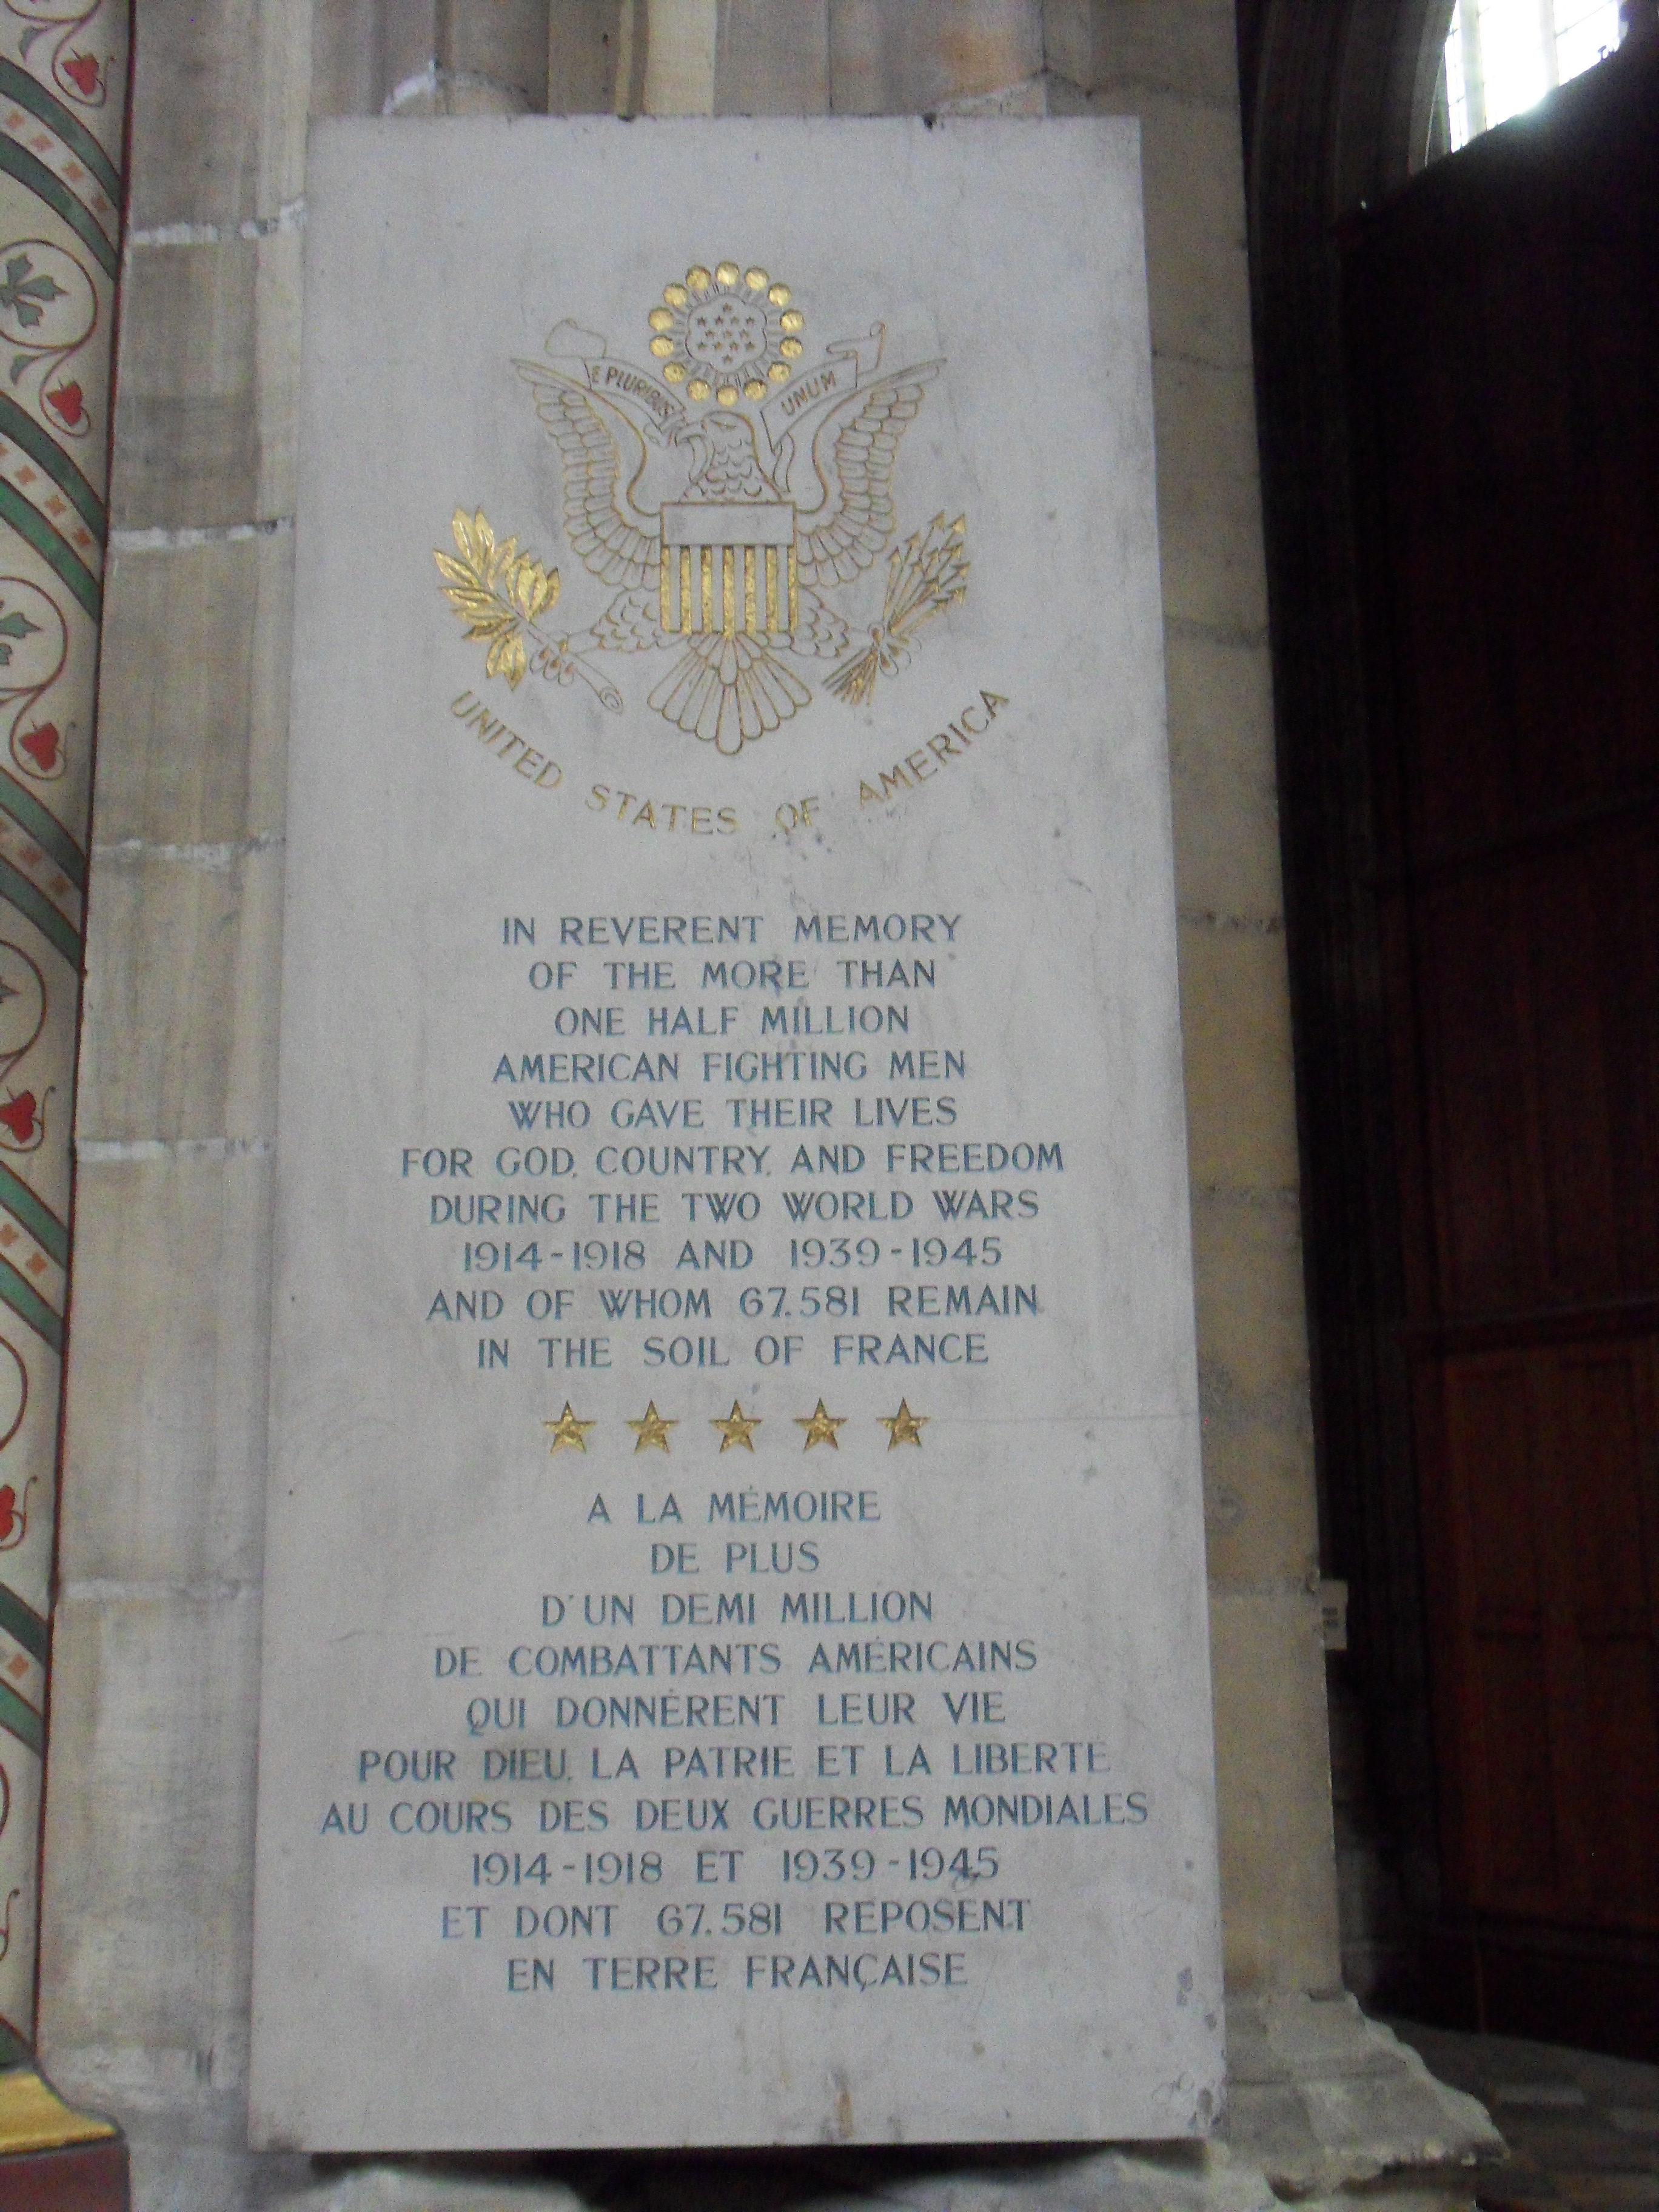 E PLURIBUS UNUM
UNITED STATES OF AMERICA
IN REVERENT MEMORY
OF THE MORE THAN
ONE HALF MILLION
AMERICAN FIGHTING MEN
WHO GAVE THEIR LIVES
FOR GOD, COUNTRY, AND FREEDOM
DURING THE TWO WORLD WARS
1914-1918 AND 1939-1945
AND OF WHOM 67.581 REMAIN
IN THE SOIL OF FRANCE
A LA MÉMOIRE
DE PLUS
D'UN DEMI MILLION
DE COMBATTANTS AMÉRICAINS
QUI DONNÈRENT LEUR VIE
POUR DIEU, LA PATRIE ET LA LIBERTÉ
AU COURS DES DEUX GUERRES MONDIALES
1914-1918 ET 1939-1945
ET DONT 67.581 REPOSENT
EN TERRE FRANÇAISE